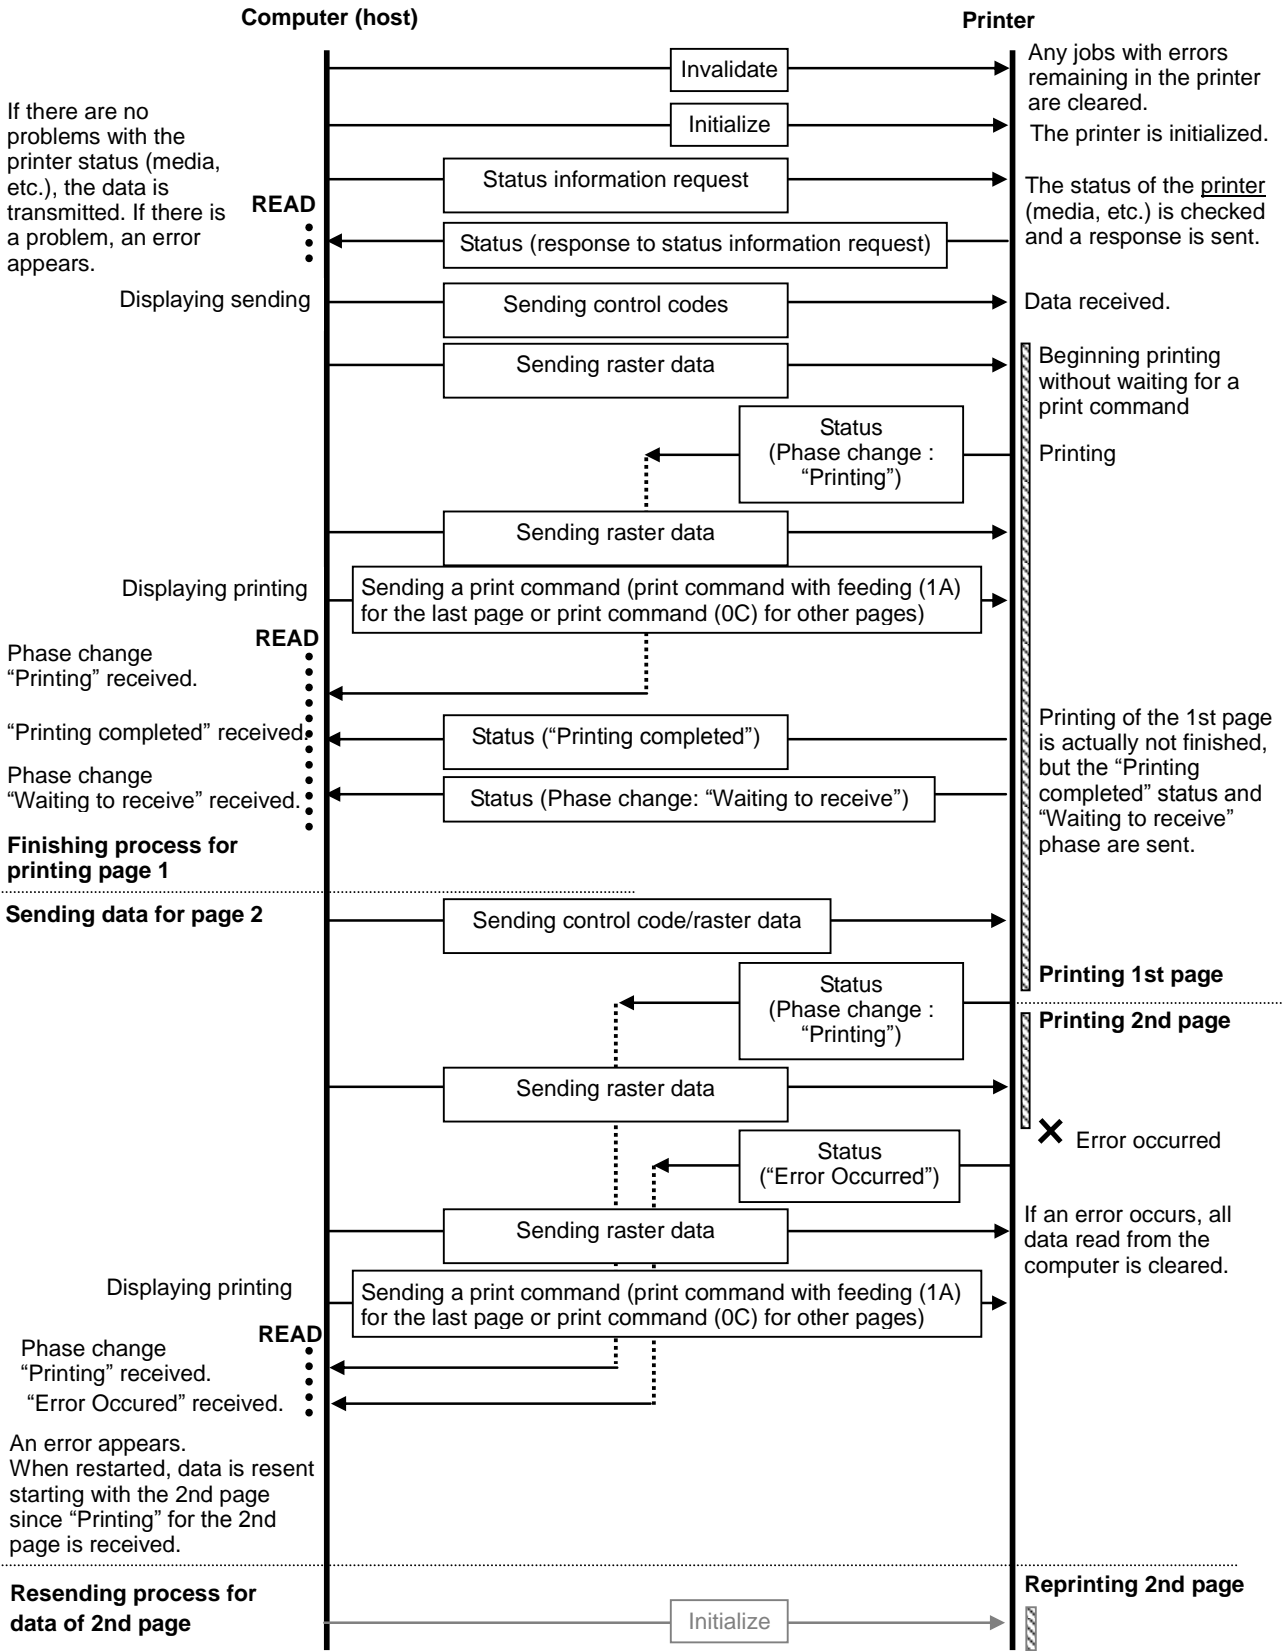 Computer (host)
Printer
Invalidate
Any jobs with errors
remaining in the printer
are cleared.
If there are no
problems with the
printer status (media,
etc.), the data is
transmitted. If there is
a problem, an error
appears.
Initialize
The printer is initialized.
Status information request
READ
The status of the printer
(media, etc.) is checked
and a response is sent.
Status (response to status information request)
Displaying sending
Sending control codes
Data received.
Sending raster data
Beginning printing
without waiting for a
print command
Status
(Phase change :
“Printing”)
Printing
Sending raster data
Displaying printing
Sending a print command (print command with feeding (1A)
for the last page or print command (0C) for other pages)
READ
Phase change
“Printing” received.
“Printing completed” received.
Status (“Printing completed”)
Printing of the 1st page
is actually not finished,
but the “Printing
completed” status and
“Waiting to receive”
phase are sent.
Phase change
“Waiting to receive” received.
Status (Phase change: “Waiting to receive”)
Finishing process for
printing page 1
Sending data for page 2
Sending control code/raster data
Printing 1st page
Status
(Phase change :
“Printing”)
Printing 2nd page
Sending raster data
Error occurred
Status
(“Error Occurred”)
Sending raster data
If an error occurs, all
data read from the
computer is cleared.
Displaying printing
Sending a print command (print command with feeding (1A)
for the last page or print command (0C) for other pages)
READ
Phase change
“Printing” received.
“Error Occured” received.
An error appears.
When restarted, data is resent
starting with the 2nd page
since “Printing” for the 2nd
page is received.
Resending process for
data of 2nd page
Initialize
Reprinting 2nd page